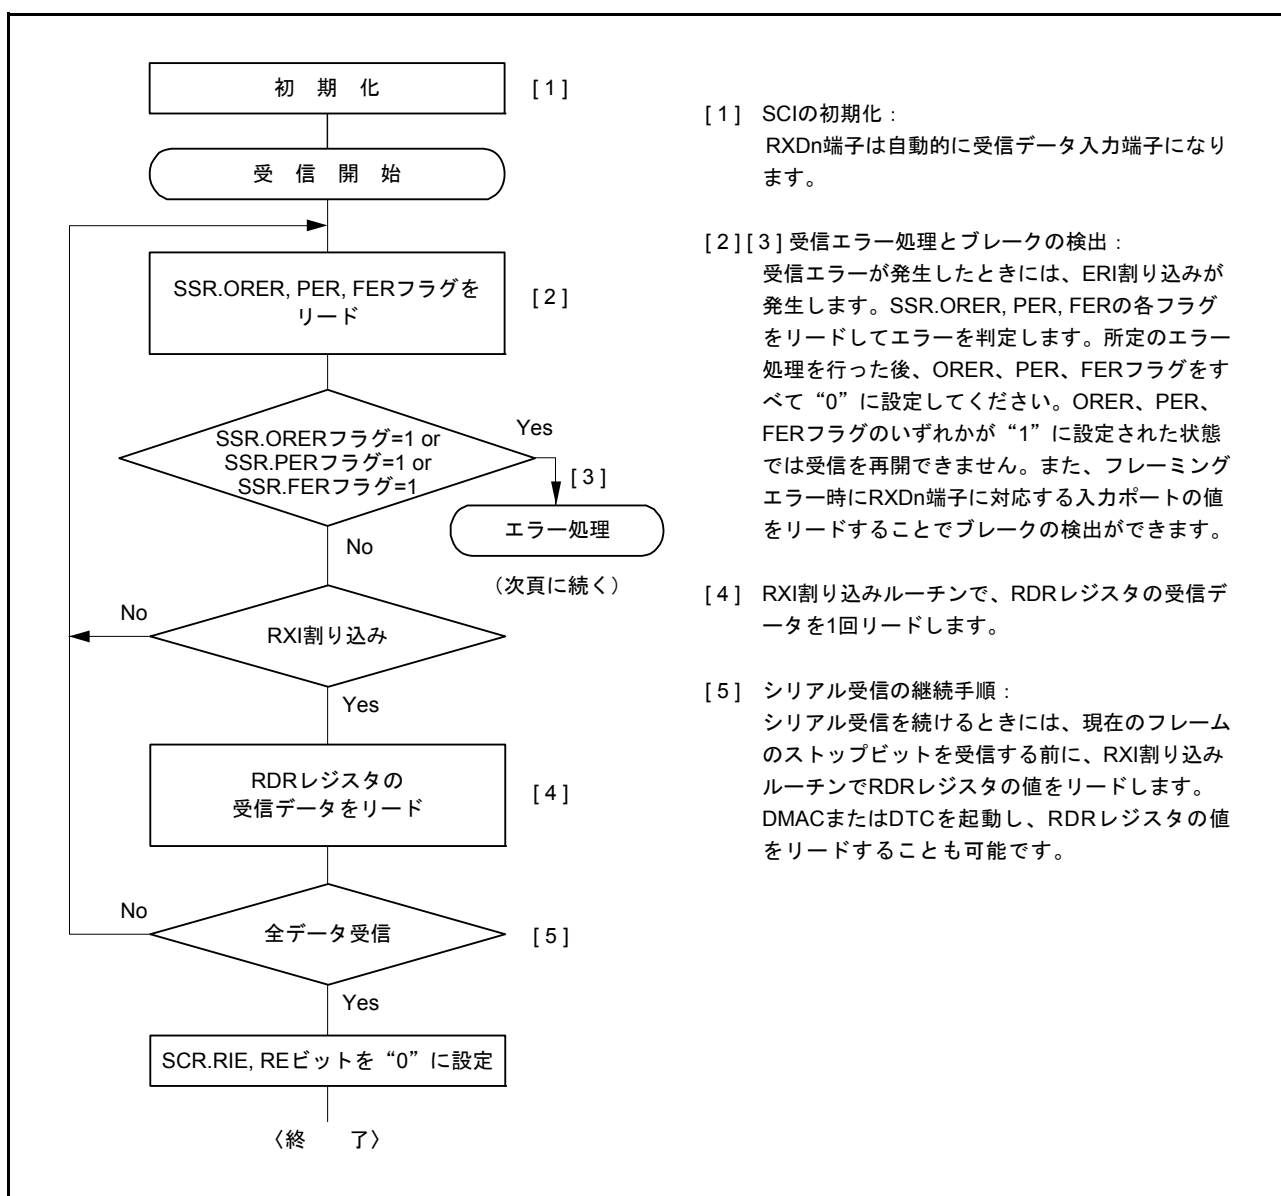 初 期 化
[1]
受 信 開 始
SSR.ORER, PER, FERフラグを
リード
[2]
SSR.ORERフラグ=1 or
SSR.PERフラグ=1 or
SSR.FERフラグ=1
Yes
[3]
エラー処理
(次頁に続く)
No
No
RXI割り込み
Yes
RDRレジスタの
受信データをリード
[4]
No
全データ受信
[5]
Yes
SCR.RIE, REビットを“0”に設定
〈終 了〉
[1] SCIの初期化：
RXDn端子は自動的に受信データ入力端子になり
ます。
[2][3] 受信エラー処理とブレークの検出：
受信エラーが発生したときには、ERI割り込みが
発生します。SSR.ORER, PER, FERの各フラグ
をリードしてエラーを判定します。所定のエラー
処理を行った後、ORER、PER、FERフラグをす
べて“0”に設定してください。ORER、PER、
FERフラグのいずれかが“1”に設定された状態
では受信を再開できません。また、フレーミング
エラー時にRXDn端子に対応する入力ポートの値
をリードすることでブレークの検出ができます。
[4] RXI割り込みルーチンで、RDRレジスタの受信デ
ータを1回リードします。
[5] シリアル受信の継続手順：
シリアル受信を続けるときには、現在のフレーム
のストップビットを受信する前に、RXI割り込み
ルーチンでRDRレジスタの値をリードします。
DMACまたはDTCを起動し、RDRレジスタの値
をリードすることも可能です。